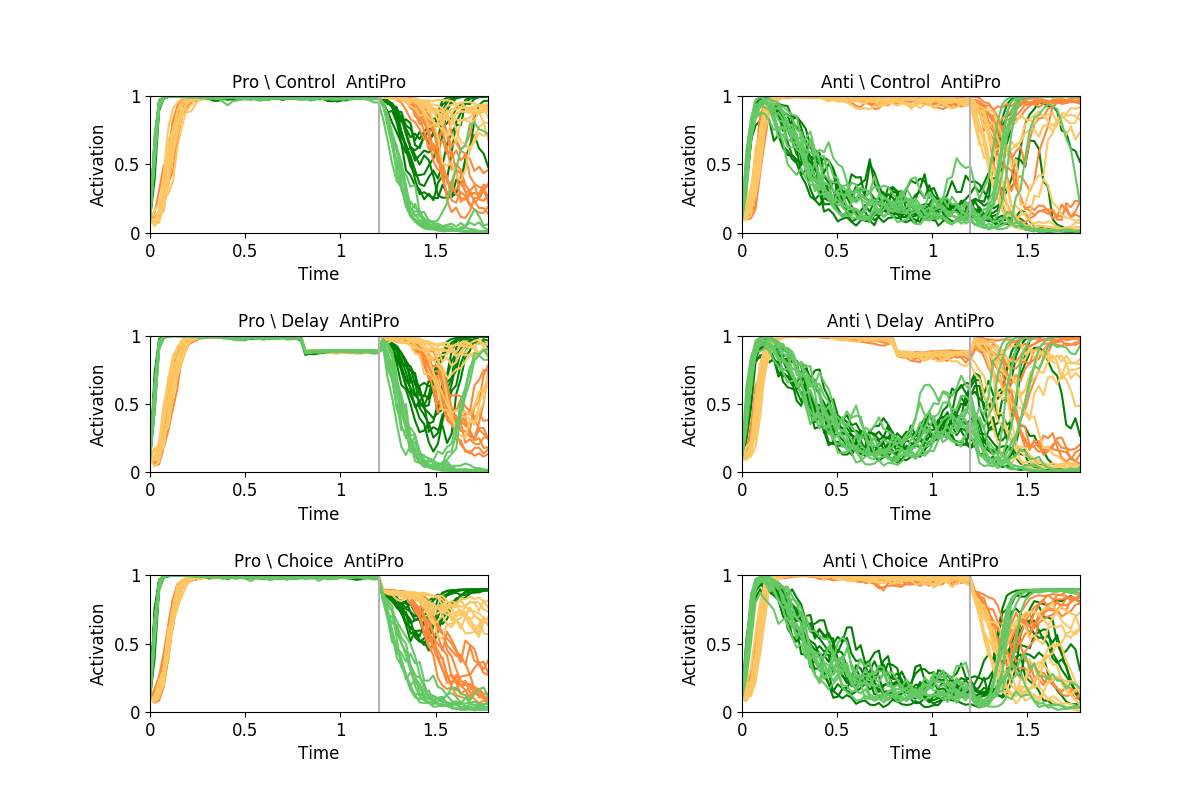 Pro \ Control  AntiPro
Anti \ Control  AntiPro
1
0.5
0
Activation
0
0.5
1
1.5
Time
1
0.5
0
Activation
0
0.5
1
1.5
Time
Pro \ Delay  AntiPro
Anti \ Delay  AntiPro
1
0.5
0
Activation
0
0.5
1
1.5
Time
1
0.5
0
Activation
0
0.5
1
1.5
Time
Pro \ Choice  AntiPro
Anti \ Choice  AntiPro
1
0.5
0
Activation
0
0.5
1
1.5
Time
1
0.5
0
Activation
0
0.5
1
1.5
Time